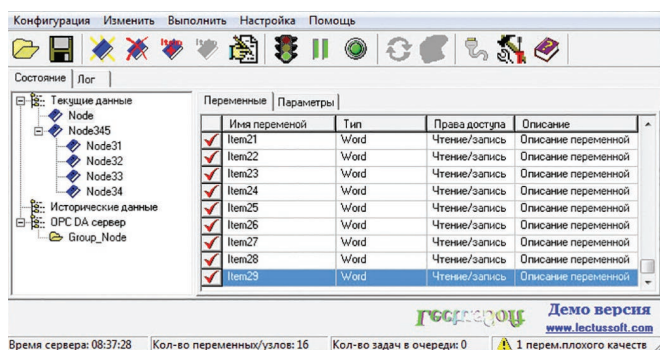 Конфигурация Изменить Выполнить Настройка Помощь
Состояние Лог
Текущие данные
Node
Node345
Node31
Node32
Node33
Node34
Исторические данные
OPC DA сервер
Group_Node
Переменные Параметры
Имя переменой Тип Права доступа Описание
Item21 Word Чтение/запись Описание переменной
Item22 Word Чтение/запись Описание переменной
Item23 Word Чтение/запись Описание переменной
Item24 Word Чтение/запись Описание переменной
Item25 Word Чтение/запись Описание переменной
Item26 Word Чтение/запись Описание переменной
Item27 Word Чтение/запись Описание переменной
Item28 Word Чтение/запись Описание переменной
Item29 Word Чтение/запись Описание переменной
LectusSoft Демо версия
www.lectussoft.com
Время сервера: 08:37:28 Кол-во переменных/узлов: 16 Кол-во задач в очереди: 0 1 перем.плохого качеств